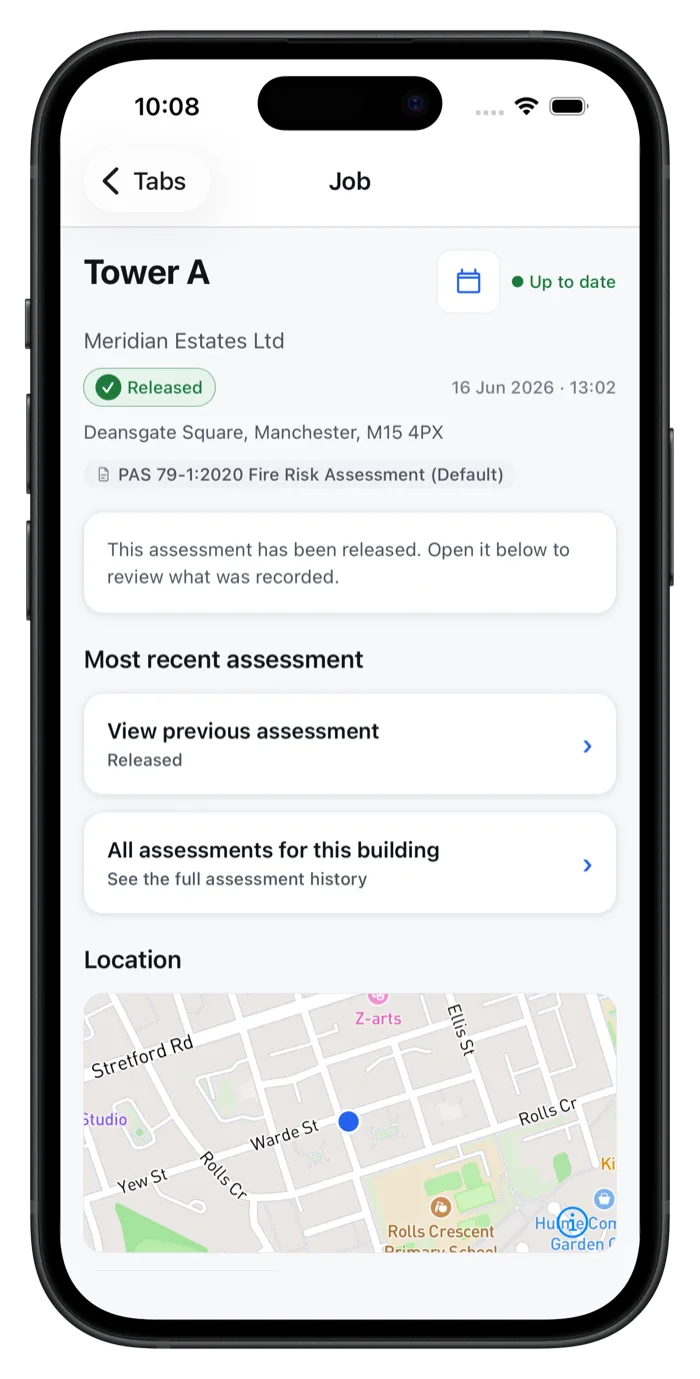 10:08
Tabs
Job
Tower A
Up to date
Meridian Estates Ltd
Released
16 Jun 2026 · 13:02
Deansgate Square, Manchester, M15 4PX
PAS 79-1:2020 Fire Risk Assessment (Default)
This assessment has been released. Open it below to
review what was recorded.
Most recent assessment
View previous assessment
Released
All assessments for this building
See the full assessment history
Location
Z-arts
Ellis St
Stretford Rd
Studio
Warde St
Rolls Cr
Yew St
Rolls Cr
Ki
Rolls Crescent
Primary School
Garden